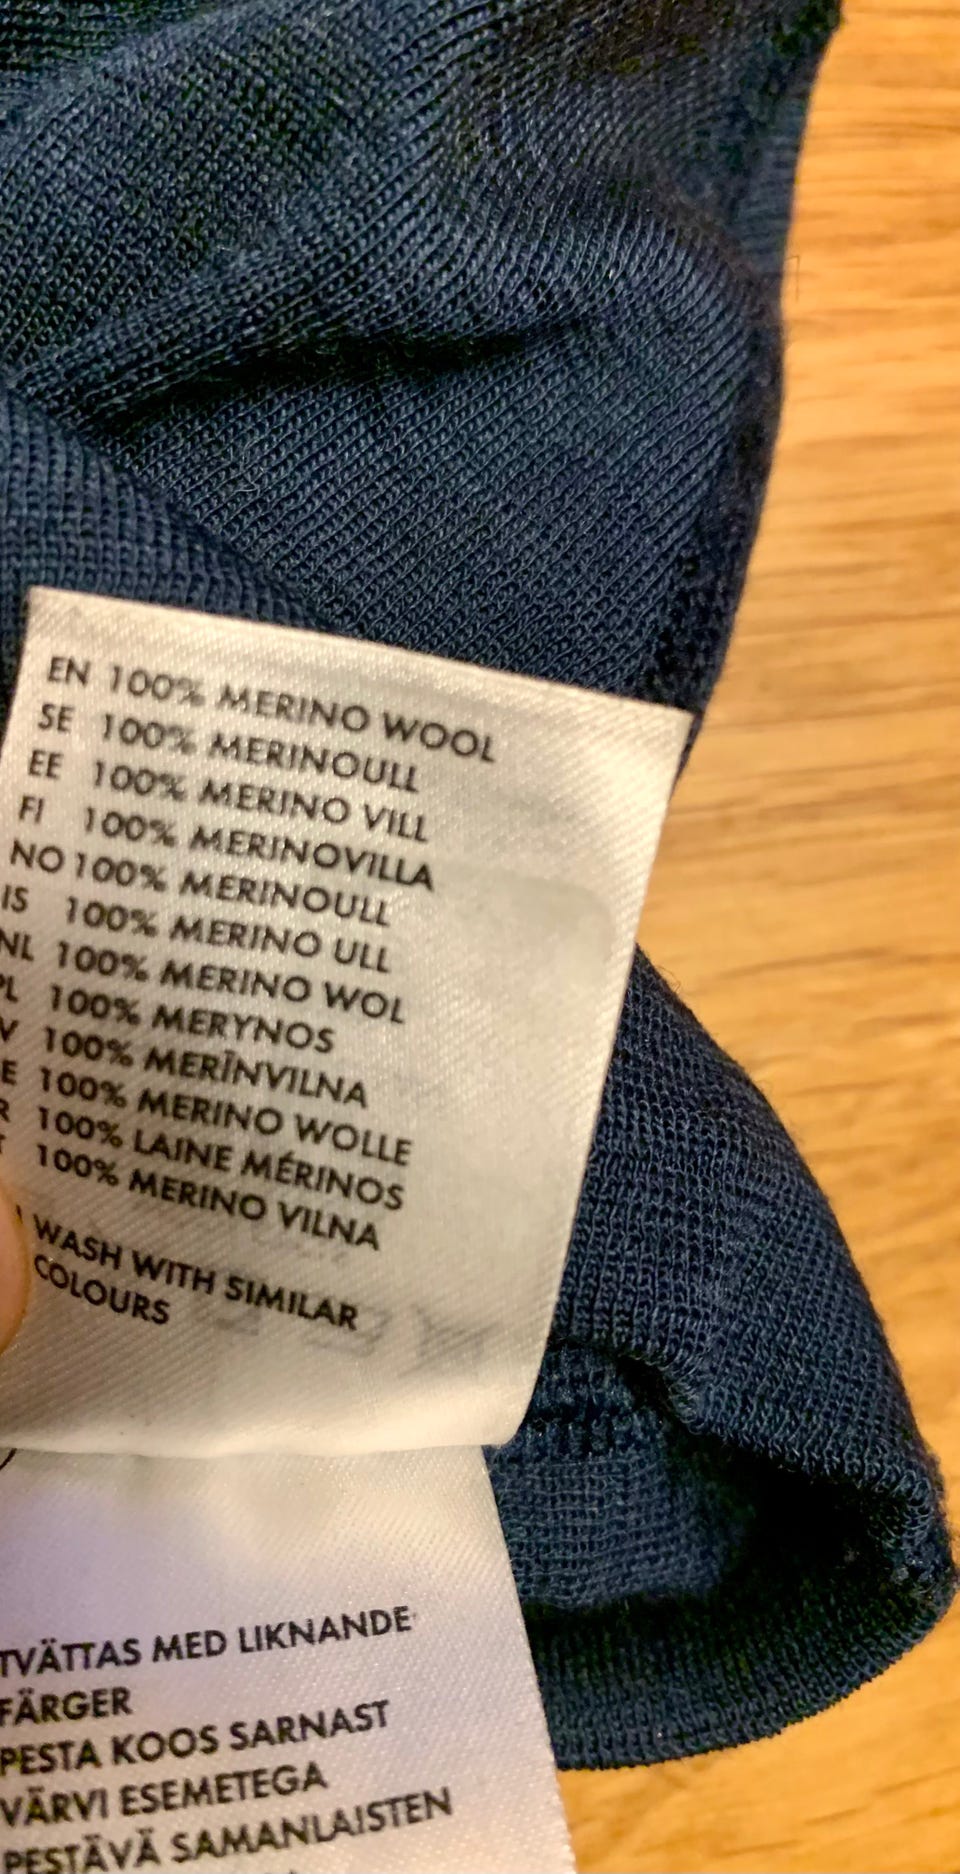 EN 100% MERINO WOOL
SE 100% MERINOULL
EE 100% MERINO VILL
FI 100% MERINOVILLA
NO 100% MERINOULL
IS 100% MERINO ULL
NL 100% MERINO WOL
PL 100% MERYNOS
V 100% MERĪNVILNA
E 100% MERINO WOLLE
R 100% LAINE MÉRINOS
100% MERINO VILNA
WASH WITH SIMILAR
COLOURS
TVÄTTAS MED LIKNANDE
FÄRGER
PESTA KOOS SARNAST
VÄRVI ESEMETEGA
PESTÄVÄ SAMANLAISTEN